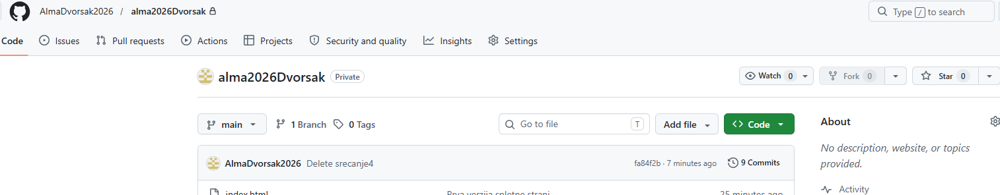 AlmaDvorsak2026 / alma2026Dvorsak
Type / to search
Code Issues Pull requests Actions Projects Security and quality Insights Settings
alma2026Dvorsak Private
Watch 0 Fork 0 Star 0
main 1 Branch 0 Tags Go to file T Add file Code
About
No description, website, or topics
provided.
AlmaDvorsak2026 Delete srecanje4 fa84f2b · 7 minutes ago 9 Commits
index.html Prva verzija spletne strani 25 minutes ago
Activity